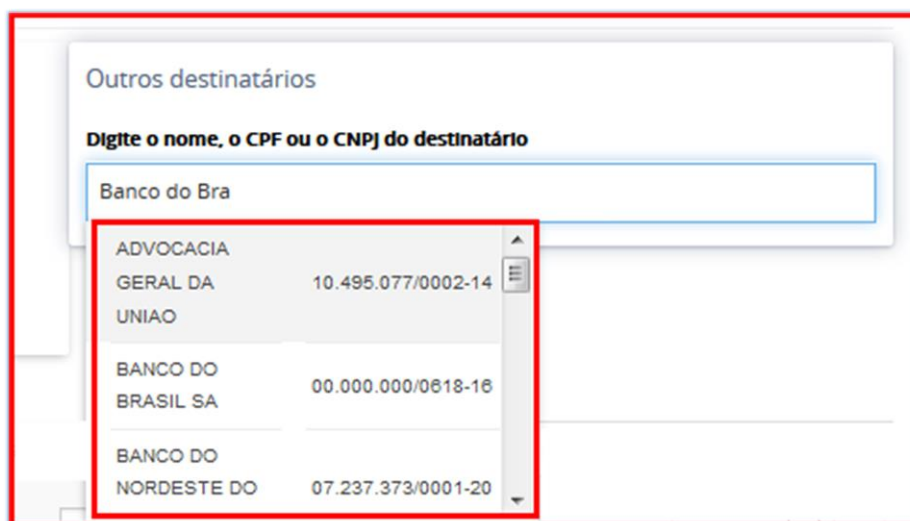 Outros destinatários
Digite o nome, o CPF ou o CNPJ do destinatário
Banco do Bra
ADVOCACIA
GERAL DA
UNIAO
10.495.077/0002-14
BANCO DO
BRASIL SA
00.000.000/0618-16
BANCO DO
NORDESTE DO
07.237.373/0001-20